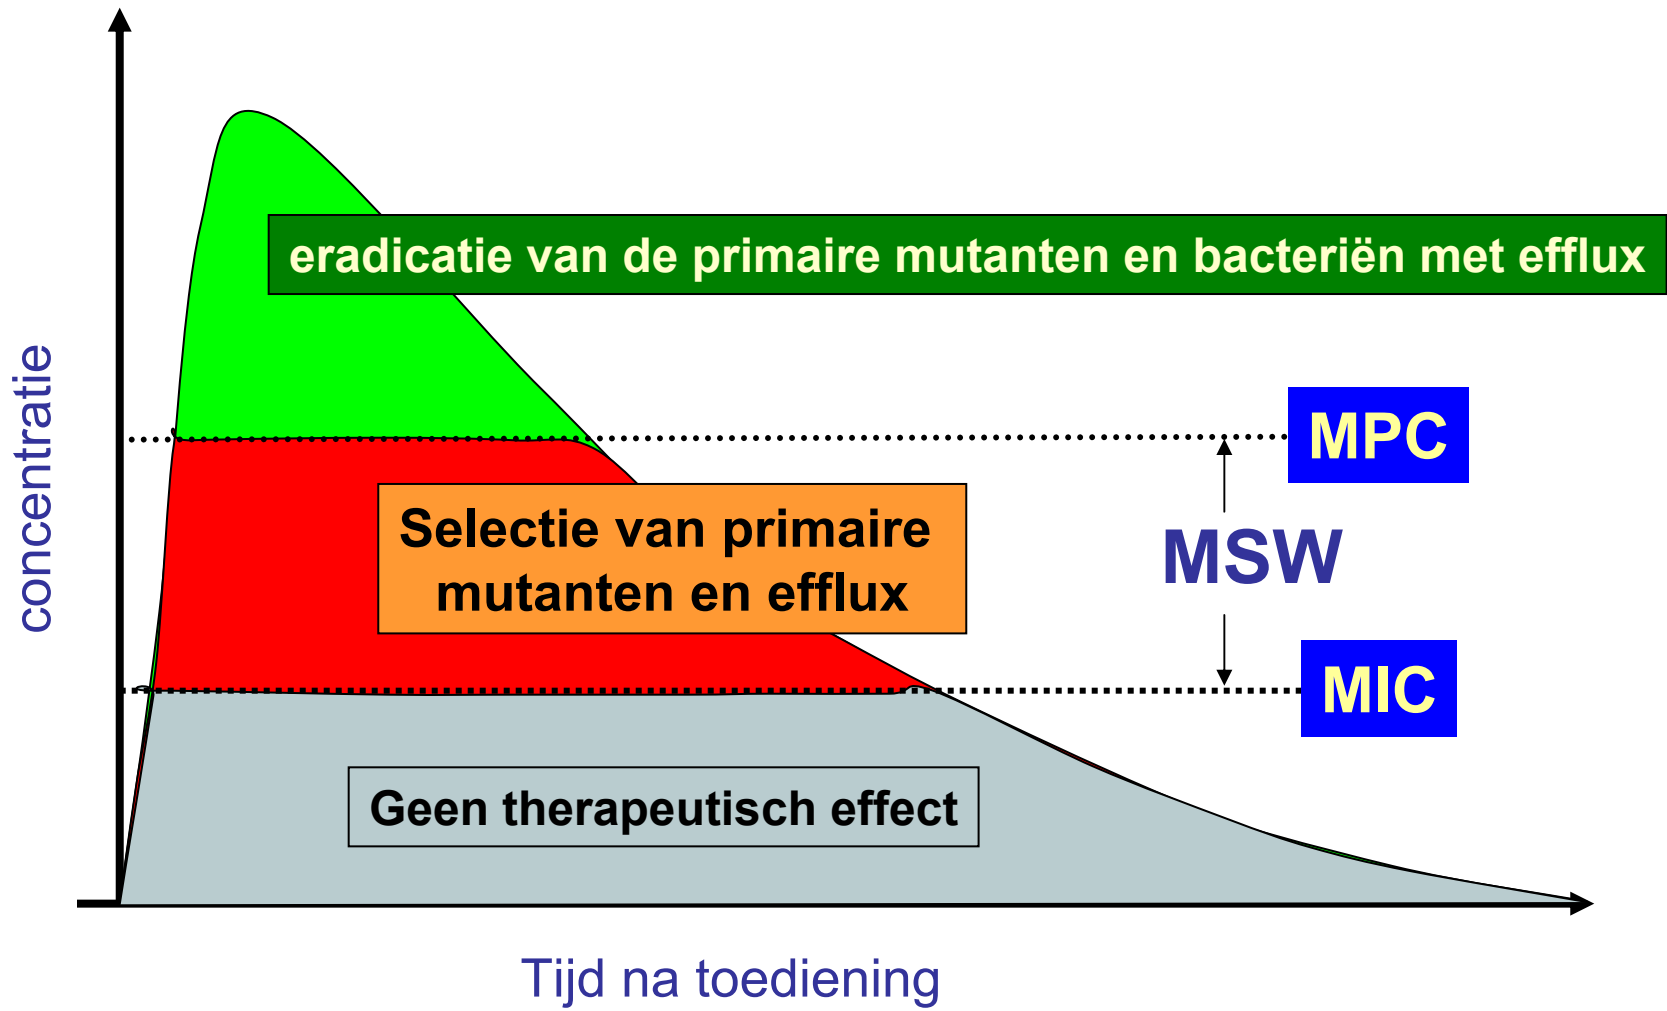 eradicatie van de primaire mutanten en bacteriën met efflux
concentratie
MPC
Selectie van primaire
mutanten en efflux
MSW
MIC
Geen therapeutisch effect
Tijd na toediening